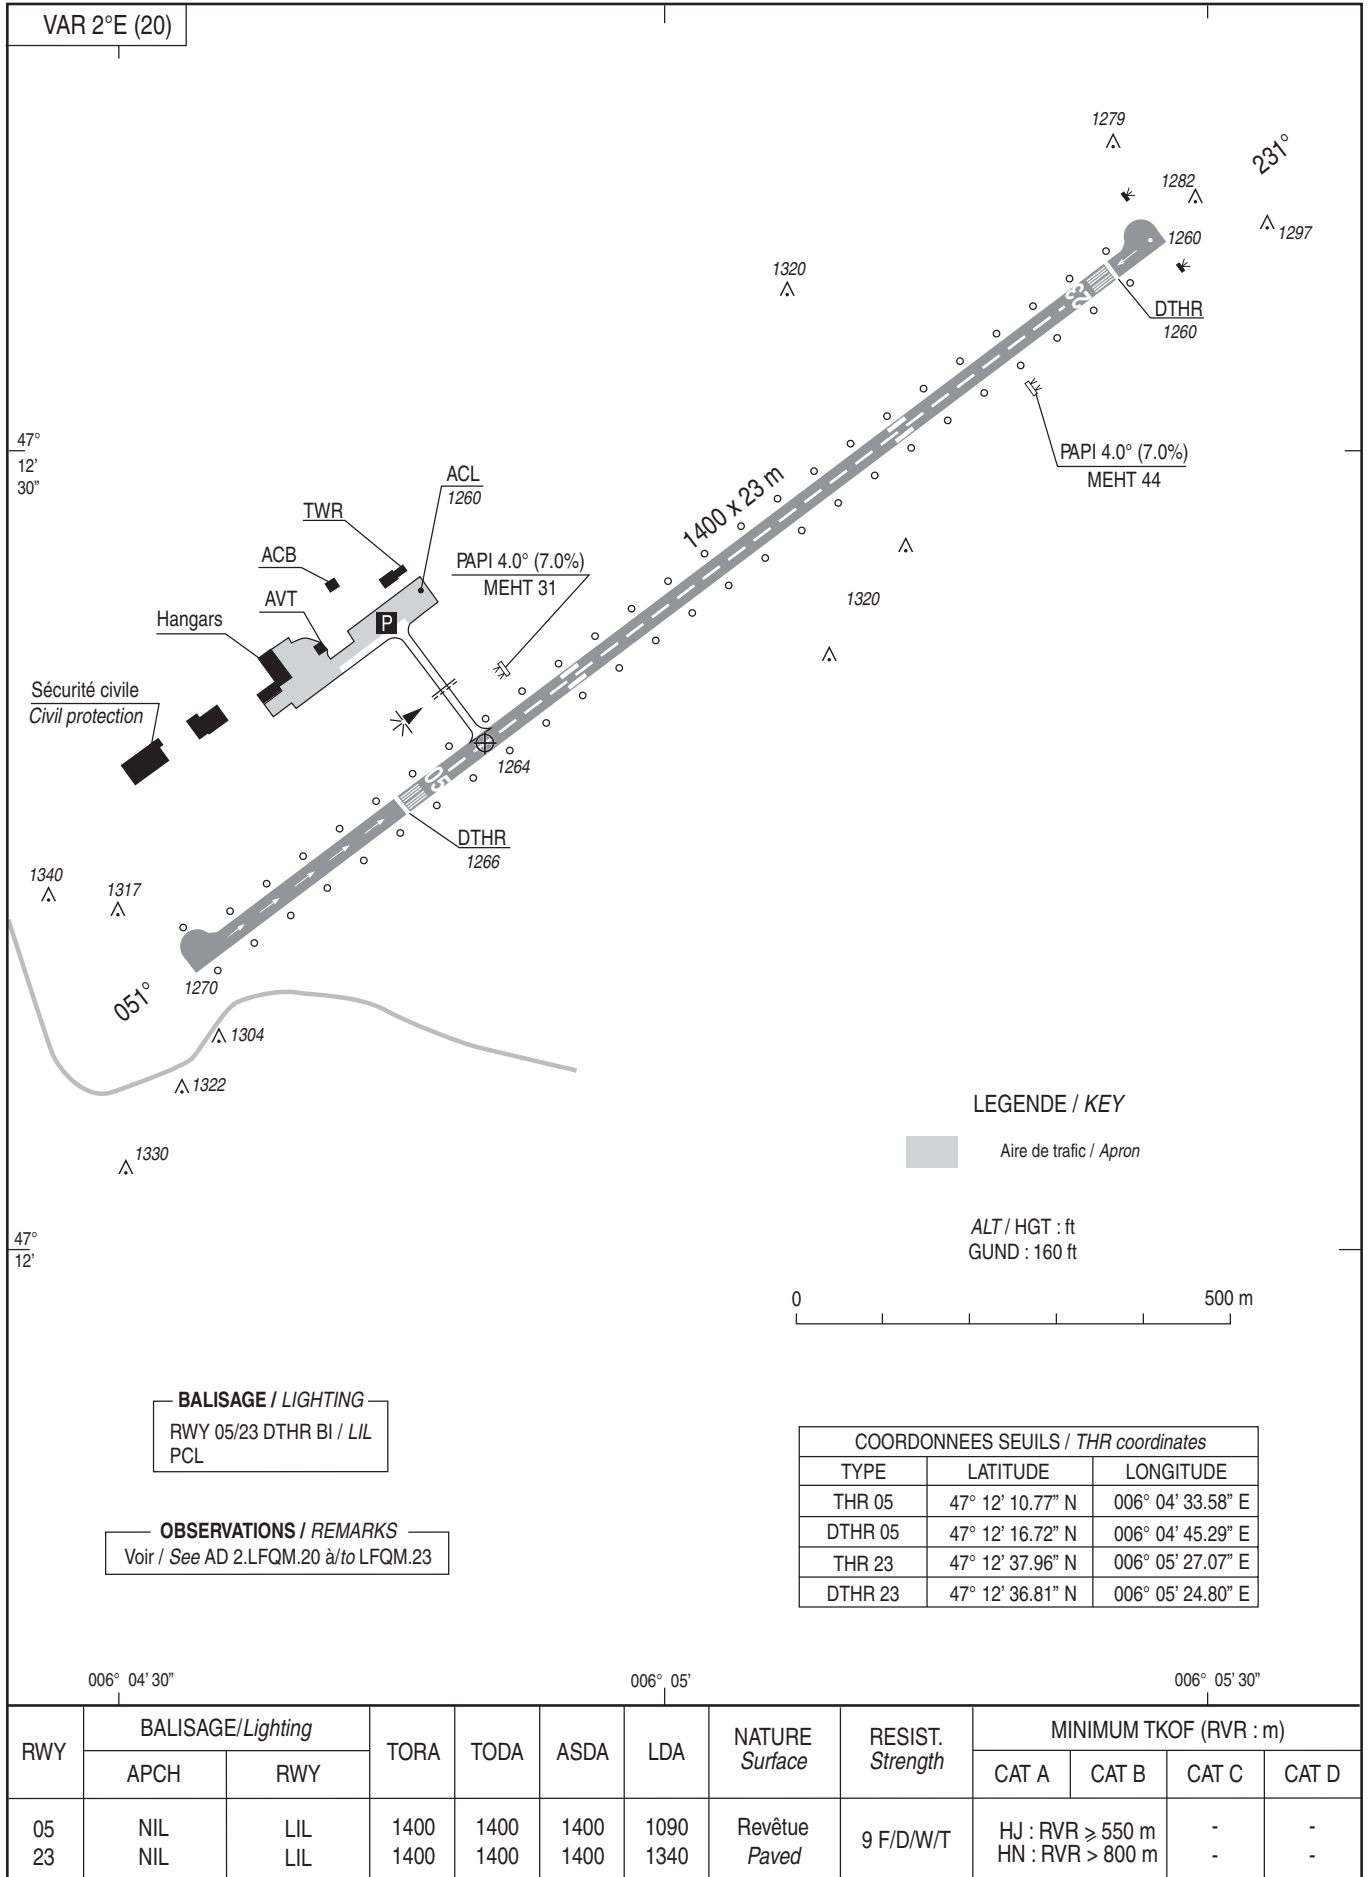 VAR 2°E (20)
1279
231°
1282
1297
1260
1320
DTHR
1260
23
47°
12'
30”
PAPI 4.0° (7.0%)
MEHT 44
ACL
1260
1400 x 23 m
TWR
ACB
PAPI 4.0° (7.0%)
MEHT 31
AVT
1320
Hangars
P
Sécurité civile
Civil protection
1264
05
DTHR
1266
1340
1317
1270
051°
1304
1322
1330
LEGENDE / KEY
Aire de trafic / Apron
ALT / HGT : ft
GUND : 160 ft
47°
12'
0 500 m
BALISAGE / LIGHTING
RWY 05/23 DTHR BI / LIL
PCL
OBSERVATIONS / REMARKS
Voir / See AD 2.LFQM.20 à/to LFQM.23
COORDONNEES SEUILS / THR coordinates
TYPE LATITUDE LONGITUDE
THR 05 47° 12’ 10.77” N 006° 04’ 33.58” E
DTHR 05 47° 12’ 16.72” N 006° 04’ 45.29” E
THR 23 47° 12’ 37.96” N 006° 05’ 27.07” E
DTHR 23 47° 12’ 36.81” N 006° 05’ 24.80” E
006° 04’ 30” 006° 05’ 006° 05’ 30”
RWY BALISAGE/Lighting TORA TODA ASDA LDA NATURE RESIST. MINIMUM TKOF (RVR : m)
Surface Strength
APCH RWY CAT A CAT B CAT C CAT D
05 NIL LIL 1400 1400 1400 1090 Revêtue 9 F/D/W/T HJ : RVR ⩾ 550 m - -
23 NIL LIL 1400 1400 1400 1340 Paved HN : RVR > 800 m - -